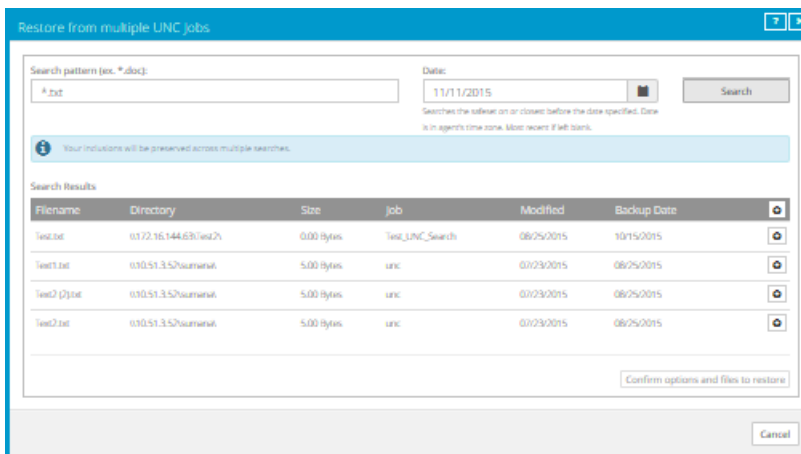 Restore from multiple UNC Jobs
?
Search pattern (ex. *.doc):
Date:
*.txt
11/11/2015
Search
Searches the safeset on or closest before the date specified. Date
is in agent's time zone. Most recent if left blank.
Your inclusions will be preserved across multiple searches.
Search Results
Filename Directory Size Job Modified Backup Date
Test.txt \\172.16.144.63\Test2\ 0.00 Bytes Test_UNC_Search 08/25/2015 10/15/2015
Text1.txt \\10.51.3.52\sumana\ 5.00 Bytes unc 07/23/2015 08/25/2015
Text2 (2).txt \\10.51.3.52\sumana\ 5.00 Bytes unc 07/23/2015 08/25/2015
Text2.txt \\10.51.3.52\sumana\ 5.00 Bytes unc 07/23/2015 08/25/2015
Confirm options and files to restore
Cancel